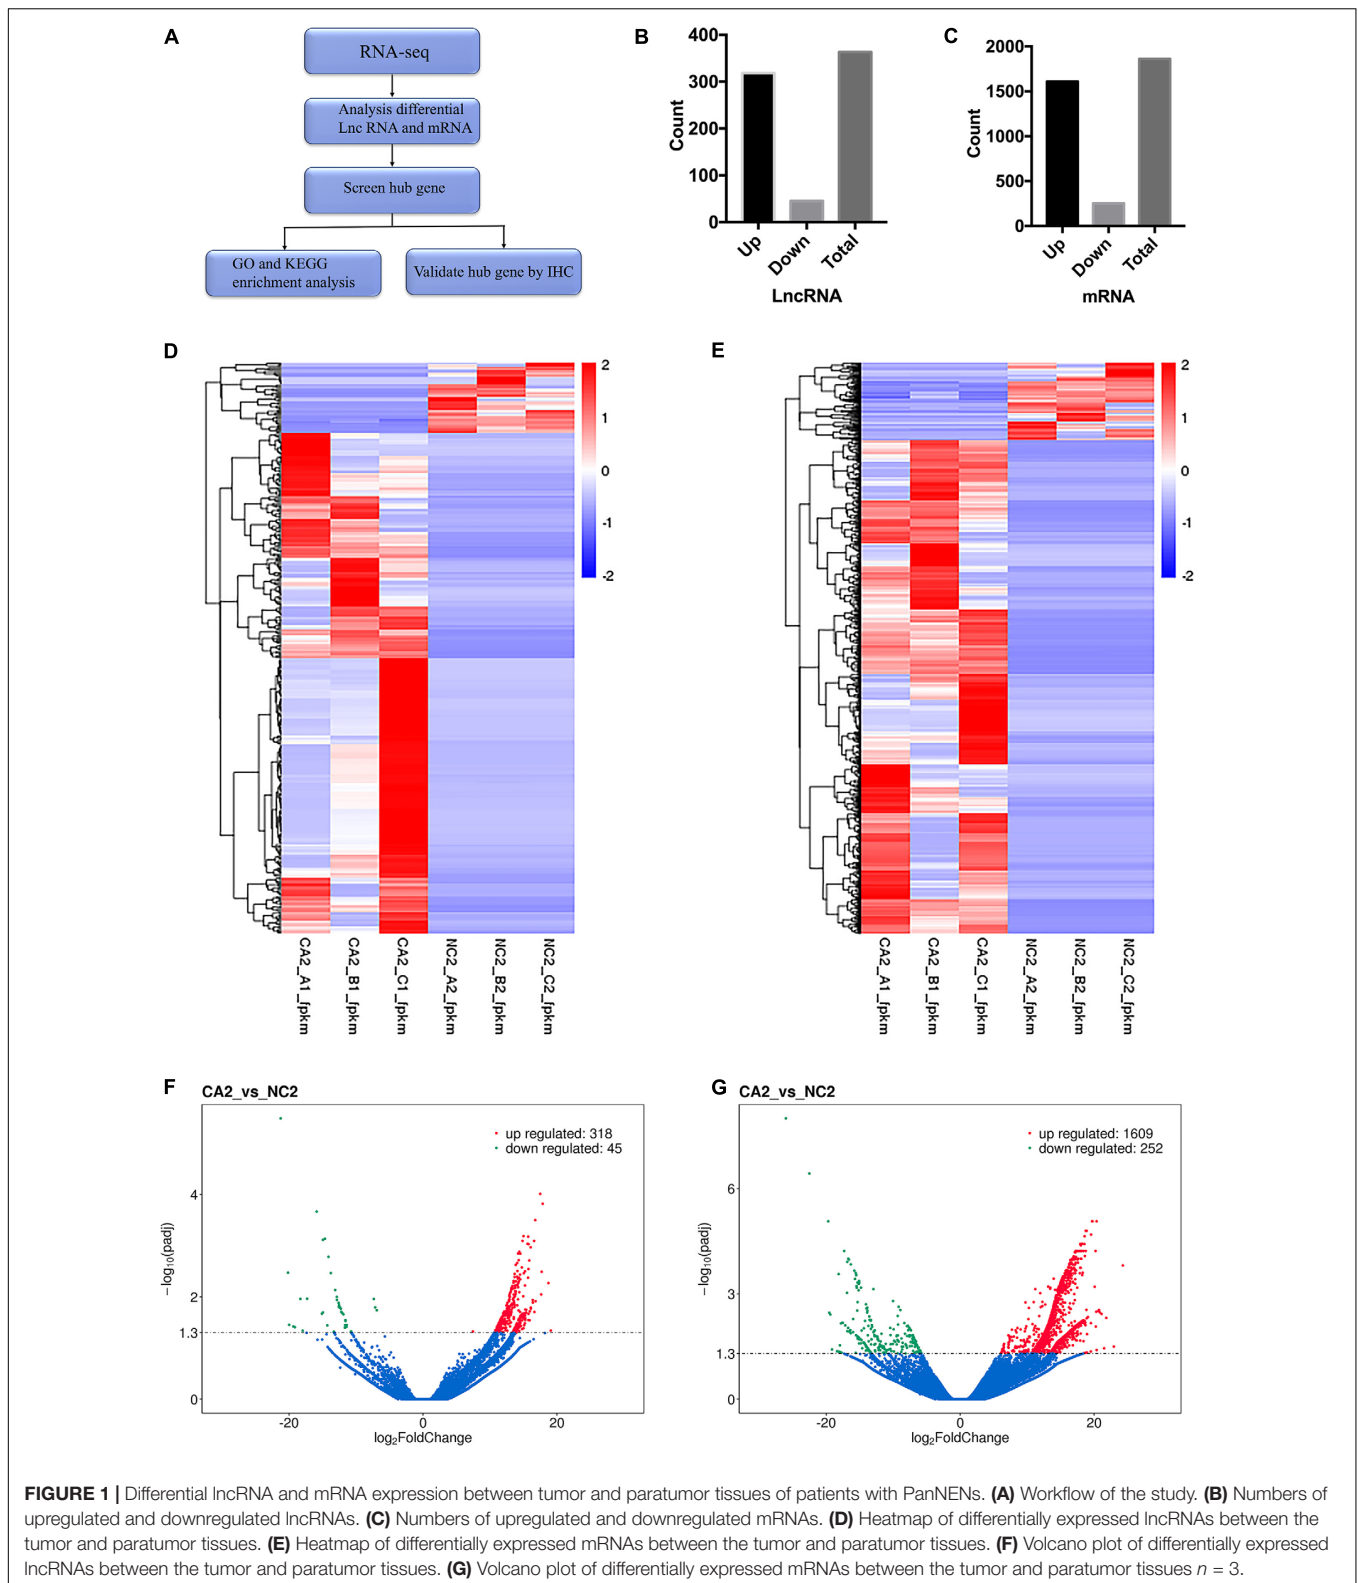 A
RNA-seq
Analysis differential
Lnc RNA and mRNA
Screen hub gene
GO and KEGG
enrichment analysis
Validate hub gene by IHC
B
400
300
200
100
0
Count
Up
Down
Total
LncRNA
C
2000
1500
1000
500
0
Count
Up
Down
Total
mRNA
D
2
1
0
-1
-2
CA2_A1_fpkm
CA2_B1_fpkm
CA2_C1_fpkm
NC2_A2_fpkm
NC2_B2_fpkm
NC2_C2_fpkm
E
2
1
0
-1
-2
CA2_A1_fpkm
CA2_B1_fpkm
CA2_C1_fpkm
NC2_A2_fpkm
NC2_B2_fpkm
NC2_C2_fpkm
F
CA2_vs_NC2
up regulated: 318
down regulated: 45
4
2
1.3
0
−log₁₀(padj)
-20
0
20
log₂FoldChange
G
CA2_vs_NC2
up regulated: 1609
down regulated: 252
6
3
1.3
0
−log₁₀(padj)
-20
0
20
log₂FoldChange
FIGURE 1 | Differential lncRNA and mRNA expression between tumor and paratumor tissues of patients with PanNENs. (A) Workflow of the study. (B) Numbers of
upregulated and downregulated lncRNAs. (C) Numbers of upregulated and downregulated mRNAs. (D) Heatmap of differentially expressed lncRNAs between the
tumor and paratumor tissues. (E) Heatmap of differentially expressed mRNAs between the tumor and paratumor tissues. (F) Volcano plot of differentially expressed
lncRNAs between the tumor and paratumor tissues. (G) Volcano plot of differentially expressed mRNAs between the tumor and paratumor tissues n = 3.